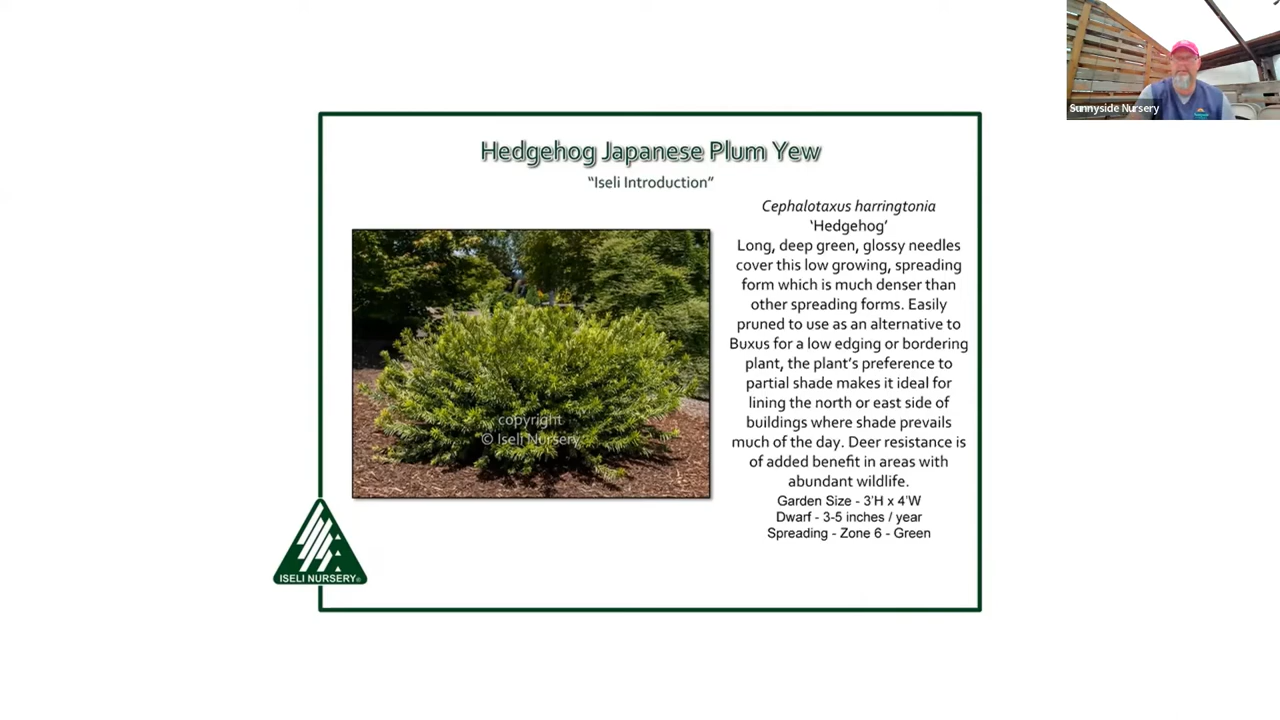 Sunnyside Nursery
Hedgehog Japanese Plum Yew
“Iseli Introduction”
Cephalotaxus harringtonia
‘Hedgehog’
Long, deep green, glossy needles
cover this low growing, spreading
form which is much denser than
other spreading forms. Easily
pruned to use as an alternative to
Buxus for a low edging or bordering
plant, the plant’s preference to
partial shade makes it ideal for
lining the north or east side of
buildings where shade prevails
much of the day. Deer resistance is
of added benefit in areas with
abundant wildlife.
Garden Size - 3'H x 4'W
Dwarf - 3-5 inches / year
Spreading - Zone 6 - Green
copyright
© Iseli Nursery
ISELI NURSERY®